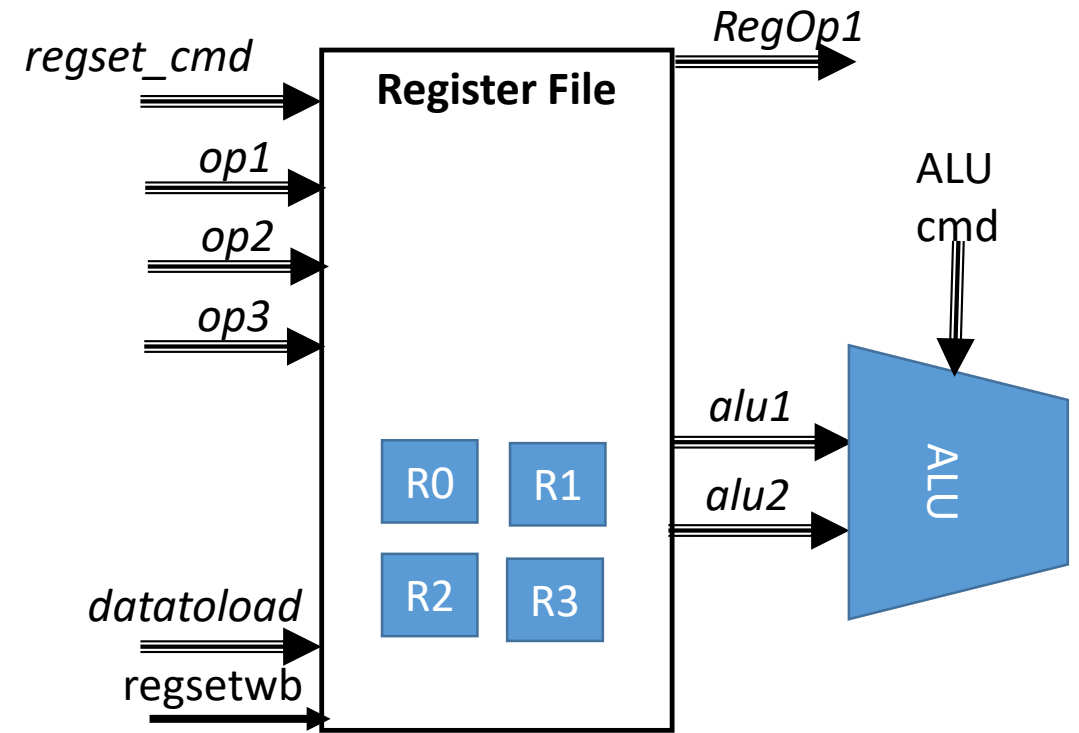 RegOp1
regset_cmd
Register File
op1
ALU
cmd
op2
op3
alu1
R0
R1
ALU
alu2
R2
R3
datatoload
regsetwb